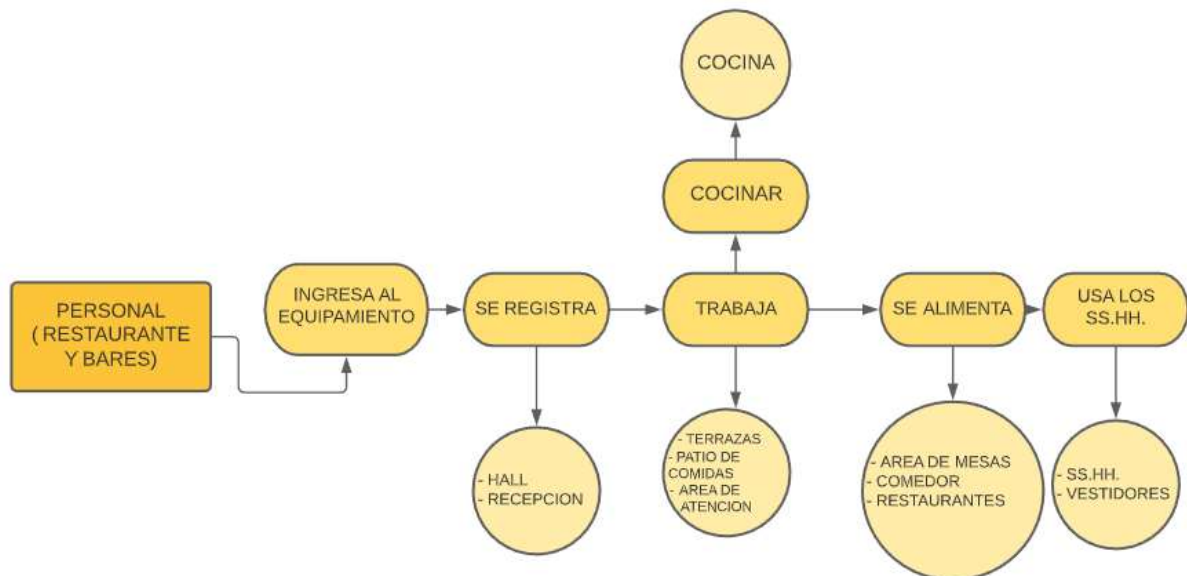 COCINA
COCINAR
PERSONAL
( RESTAURANTE
Y BARES)
INGRESA AL
EQUIPAMIENTO
SE REGISTRA
TRABAJA
SE ALIMENTA
USA LOS
SS.HH.
- HALL
- RECEPCION
- TERRAZAS
- PATIO DE
COMIDAS
- AREA DE
ATENCION
- AREA DE MESAS
- COMEDOR
- RESTAURANTES
- SS.HH.
- VESTIDORES